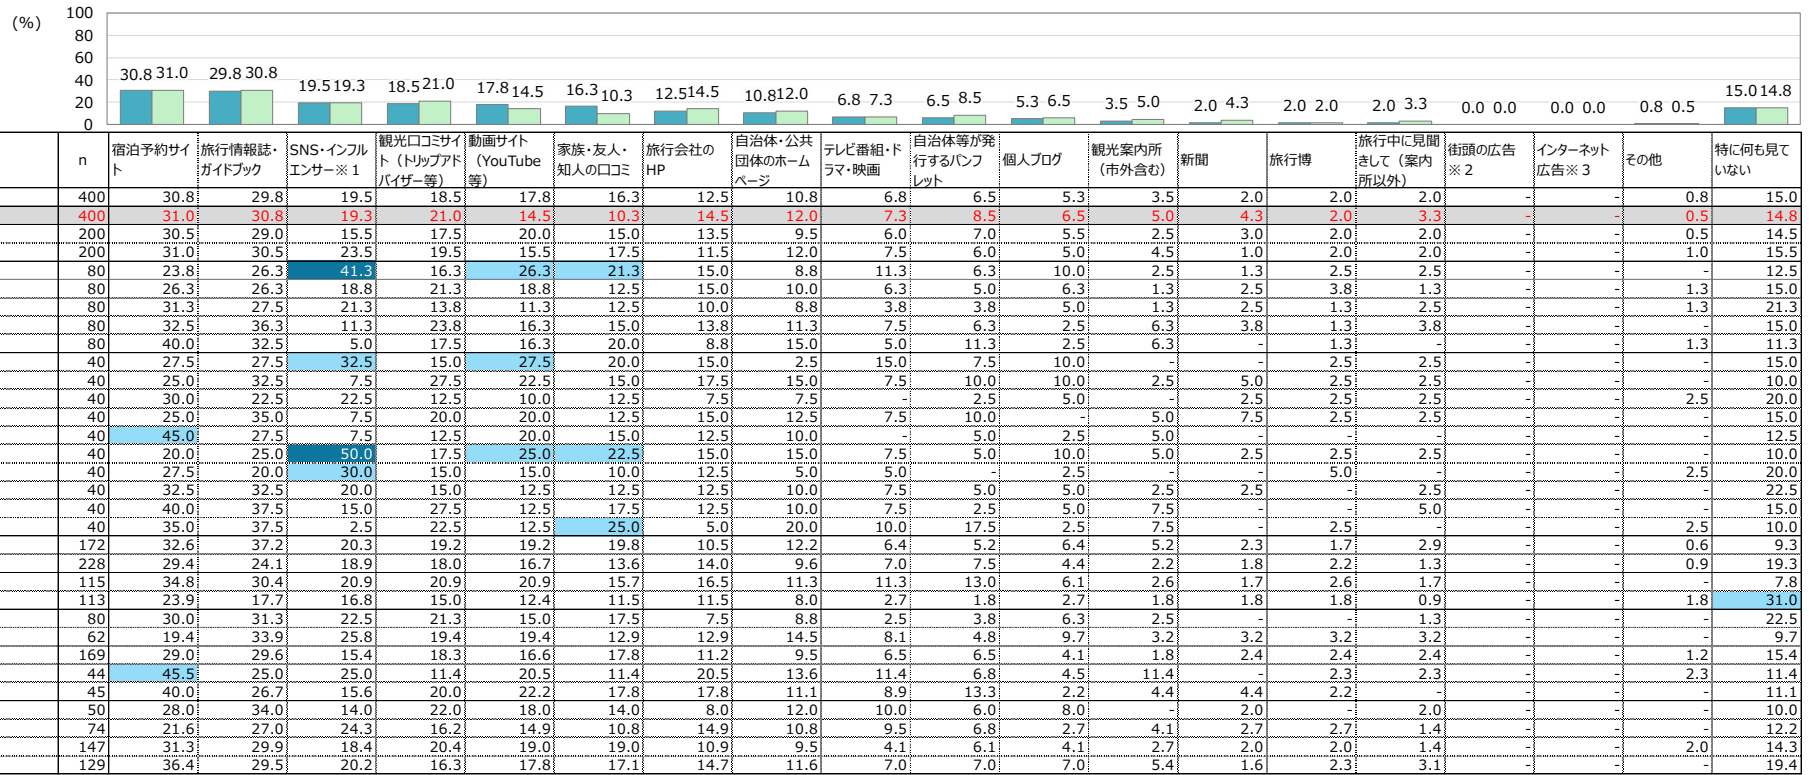 (%)
100
80
60
40
20
0
30.8 31.0 29.8 30.8 19.5 19.3 18.5 21.0 17.8 14.5 16.3 10.3 12.5 14.5 10.8 12.0 6.8 7.3 6.5 8.5 5.3 6.5 3.5 5.0 2.0 4.3 2.0 2.0 2.0 3.3 0.0 0.0 0.0 0.0 0.8 0.5 15.0 14.8
n
宿泊予約サイ
ト
旅行情報誌・
ガイドブック
SNS・インフル
エンサー※1
観光口コミサイ
ト（トリップアド
バイザー等）
動画サイト
（YouTube
等）
家族・友人・
知人の口コミ
旅行会社の
HP
自治体・公共
団体のホーム
ページ
テレビ番組・ド
ラマ・映画
自治体等が発
行するパンフ
レット
個人ブログ
観光案内所
（市外含む）
新聞
旅行博
旅行中に見聞
きして（案内
所以外）
街頭の広告
※2
インターネット
広告※3
その他
特に何も見て
いない
400 30.8 29.8 19.5 18.5 17.8 16.3 12.5 10.8 6.8 6.5 5.3 3.5 2.0 2.0 2.0 - - 0.8 15.0
400 31.0 30.8 19.3 21.0 14.5 10.3 14.5 12.0 7.3 8.5 6.5 5.0 4.3 2.0 3.3 - - 0.5 14.8
200 30.5 29.0 15.5 17.5 20.0 15.0 13.5 9.5 6.0 7.0 5.5 2.5 3.0 2.0 2.0 - - 0.5 14.5
200 31.0 30.5 23.5 19.5 15.5 17.5 11.5 12.0 7.5 6.0 5.0 4.5 1.0 2.0 2.0 - - 1.0 15.5
80 23.8 26.3 41.3 16.3 26.3 21.3 15.0 8.8 11.3 6.3 10.0 2.5 1.3 2.5 2.5 - - - 12.5
80 26.3 26.3 18.8 21.3 18.8 12.5 15.0 10.0 6.3 5.0 6.3 1.3 2.5 3.8 1.3 - - 1.3 15.0
80 31.3 27.5 21.3 13.8 11.3 12.5 10.0 8.8 3.8 3.8 5.0 1.3 2.5 1.3 2.5 - - 1.3 21.3
80 32.5 36.3 11.3 23.8 16.3 15.0 13.8 11.3 7.5 6.3 2.5 6.3 3.8 1.3 3.8 - - - 15.0
80 40.0 32.5 5.0 17.5 16.3 20.0 8.8 15.0 5.0 11.3 2.5 6.3 - 1.3 - - - 1.3 11.3
40 27.5 27.5 32.5 15.0 27.5 20.0 15.0 2.5 15.0 7.5 10.0 - - 2.5 2.5 - - - 15.0
40 25.0 32.5 7.5 27.5 22.5 15.0 17.5 15.0 7.5 10.0 10.0 2.5 5.0 2.5 2.5 - - - 10.0
40 30.0 22.5 22.5 12.5 10.0 12.5 7.5 7.5 - 2.5 5.0 - 2.5 2.5 2.5 - - 2.5 20.0
40 25.0 35.0 7.5 20.0 20.0 12.5 15.0 12.5 7.5 10.0 - 5.0 7.5 2.5 2.5 - - - 15.0
40 45.0 27.5 7.5 12.5 20.0 15.0 12.5 10.0 - 5.0 2.5 5.0 - - - - - - 12.5
40 20.0 25.0 50.0 17.5 25.0 22.5 15.0 15.0 7.5 5.0 10.0 5.0 2.5 2.5 2.5 - - - 10.0
40 27.5 20.0 30.0 15.0 15.0 10.0 12.5 5.0 5.0 - 2.5 - - 5.0 - - - 2.5 20.0
40 32.5 32.5 20.0 15.0 12.5 12.5 12.5 10.0 7.5 5.0 5.0 2.5 2.5 - 2.5 - - - 22.5
40 40.0 37.5 15.0 27.5 12.5 17.5 12.5 10.0 7.5 2.5 5.0 7.5 - - 5.0 - - - 15.0
40 35.0 37.5 2.5 22.5 12.5 25.0 5.0 20.0 10.0 17.5 2.5 7.5 - 2.5 - - - 2.5 10.0
172 32.6 37.2 20.3 19.2 19.2 19.8 10.5 12.2 6.4 5.2 6.4 5.2 2.3 1.7 2.9 - - 0.6 9.3
228 29.4 24.1 18.9 18.0 16.7 13.6 14.0 9.6 7.0 7.5 4.4 2.2 1.8 2.2 1.3 - - 0.9 19.3
115 34.8 30.4 20.9 20.9 20.9 15.7 16.5 11.3 11.3 13.0 6.1 2.6 1.7 2.6 1.7 - - - 7.8
113 23.9 17.7 16.8 15.0 12.4 11.5 11.5 8.0 2.7 1.8 2.7 1.8 1.8 1.8 0.9 - - 1.8 31.0
80 30.0 31.3 22.5 21.3 15.0 17.5 7.5 8.8 2.5 3.8 6.3 2.5 - - 1.3 - - - 22.5
62 19.4 33.9 25.8 19.4 19.4 12.9 12.9 14.5 8.1 4.8 9.7 3.2 3.2 3.2 3.2 - - - 9.7
169 29.0 29.6 15.4 18.3 16.6 17.8 11.2 9.5 6.5 6.5 4.1 1.8 2.4 2.4 2.4 - - 1.2 15.4
44 45.5 25.0 25.0 11.4 20.5 11.4 20.5 13.6 11.4 6.8 4.5 11.4 - 2.3 2.3 - - 2.3 11.4
45 40.0 26.7 15.6 20.0 22.2 17.8 17.8 11.1 8.9 13.3 2.2 4.4 4.4 2.2 - - - - 11.1
50 28.0 34.0 14.0 22.0 18.0 14.0 8.0 12.0 10.0 6.0 8.0 - 2.0 - 2.0 - - - 10.0
74 21.6 27.0 24.3 16.2 14.9 10.8 14.9 10.8 9.5 6.8 2.7 4.1 2.7 2.7 1.4 - - - 12.2
147 31.3 29.9 18.4 20.4 19.0 19.0 10.9 9.5 4.1 6.1 4.1 2.7 2.0 2.0 1.4 - - 2.0 14.3
129 36.4 29.5 20.2 16.3 17.8 17.1 14.7 11.6 7.0 7.0 7.0 5.4 1.6 2.3 3.1 - - - 19.4